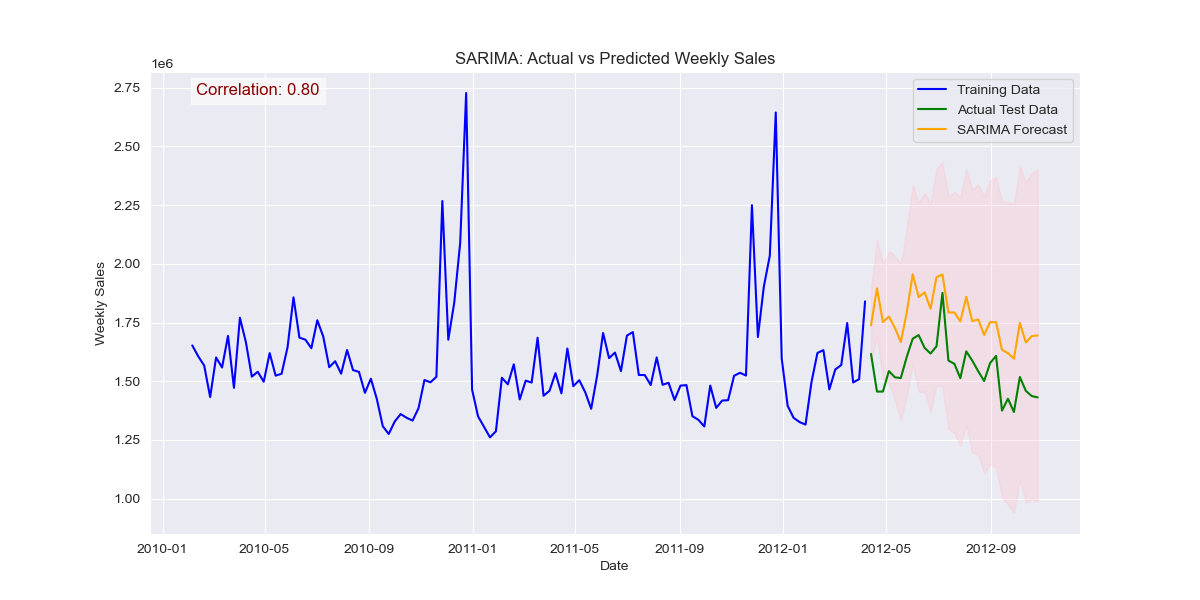 SARIMA: Actual vs Predicted Weekly Sales
1e6
Correlation: 0.80
Training Data
Actual Test Data
SARIMA Forecast
2.75
2.50
2.25
2.00
1.75
1.50
1.25
1.00
Weekly Sales
2010-01 2010-05 2010-09 2011-01 2011-05 2011-09 2012-01 2012-05 2012-09
Date